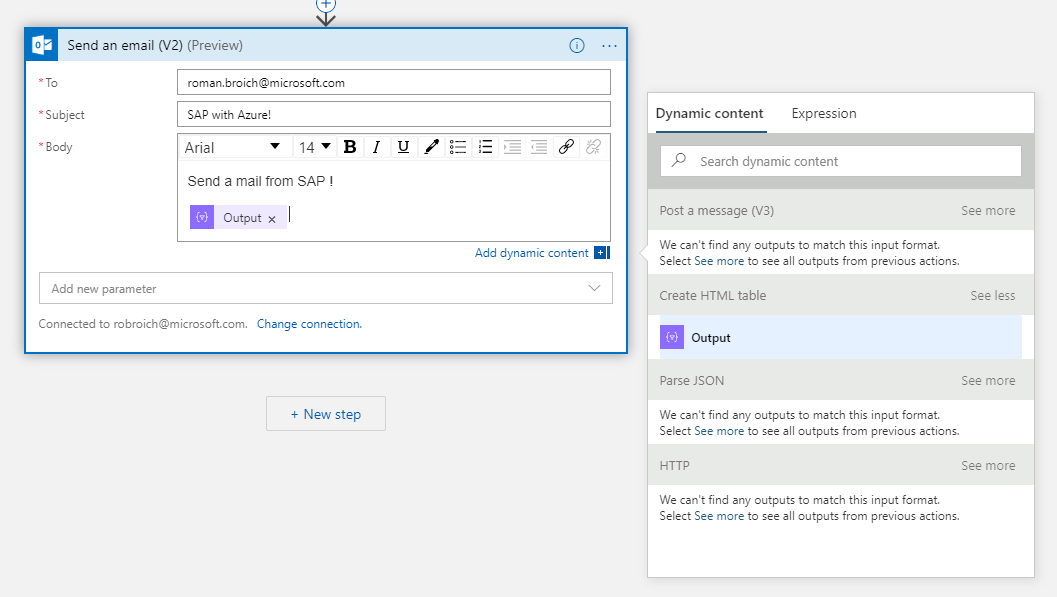 Send an email (V2) (Preview)
* To
roman.broich@microsoft.com
* Subject
SAP with Azure!
* Body
Arial 14 B I U
Send a mail from SAP !
Output ×
Add dynamic content
Add new parameter
Connected to robroich@microsoft.com. Change connection.
+ New step
Dynamic content Expression
Search dynamic content
Post a message (V3) See more
We can't find any outputs to match this input format.
Select See more to see all outputs from previous actions.
Create HTML table See less
Output
Parse JSON See more
We can't find any outputs to match this input format.
Select See more to see all outputs from previous actions.
HTTP See more
We can't find any outputs to match this input format.
Select See more to see all outputs from previous actions.